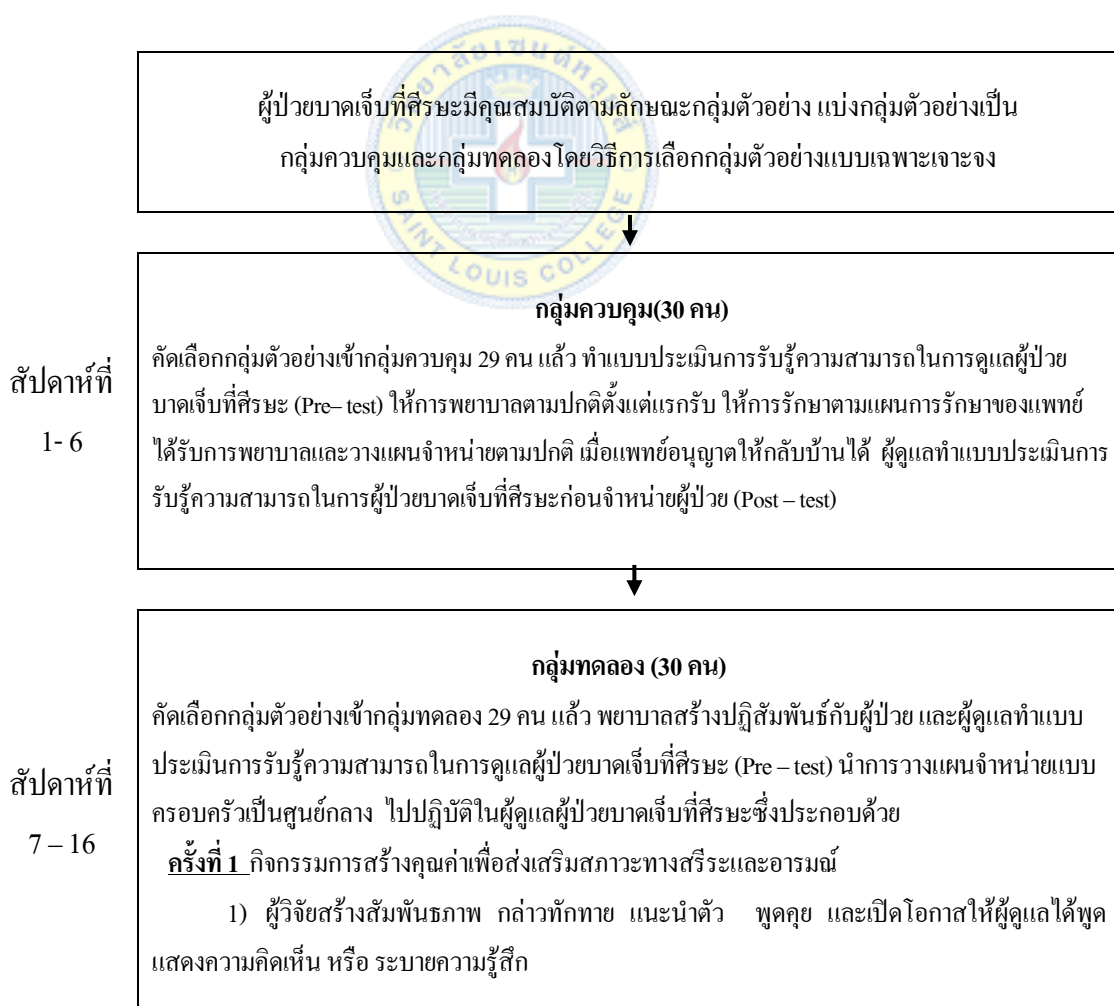 ผู้ป่วยบาดเจ็บที่ศีรษะมีคุณสมบัติตามลักษณะกลุ่มตัวอย่าง แบ่งกลุ่มตัวอย่างเป็น
กลุ่มควบคุมและกลุ่มทดลอง โดยวิธีการเลือกกลุ่มตัวอย่างแบบเฉพาะเจาะจง
SAINT LOUIS COLLEGE
สัปดาห์ที่
1- 6
กลุ่มควบคุม(30 คน)
คัดเลือกกลุ่มตัวอย่างเข้ากลุ่มควบคุม 29 คน แล้ว ทำแบบประเมินการรับรู้ความสามารถในการดูแลผู้ป่วย
บาดเจ็บที่ศีรษะ (Pre– test) ให้การพยาบาลตามปกติตั้งแต่แรกรับ ให้การรักษาตามแผนการรักษาของแพทย์
ได้รับการพยาบาลและวางแผนจำหน่ายตามปกติ เมื่อแพทย์อนุญาตให้กลับบ้านได้ ผู้ดูแลทำแบบประเมินการ
รับรู้ความสามารถในการผู้ป่วยบาดเจ็บที่ศีรษะก่อนจำหน่ายผู้ป่วย (Post – test)
สัปดาห์ที่
7 – 16
กลุ่มทดลอง (30 คน)
คัดเลือกกลุ่มตัวอย่างเข้ากลุ่มทดลอง 29 คน แล้ว พยาบาลสร้างปฏิสัมพันธ์กับผู้ป่วย และผู้ดูแลทำแบบ
ประเมินการรับรู้ความสามารถในการดูแลผู้ป่วยบาดเจ็บที่ศีรษะ (Pre – test) นำการวางแผนจำหน่ายแบบ
ครอบครัวเป็นศูนย์กลาง ไปปฏิบัติในผู้ดูแลผู้ป่วยบาดเจ็บที่ศีรษะซึ่งประกอบด้วย
ครั้งที่ 1 กิจกรรมการสร้างคุณค่าเพื่อส่งเสริมสภาวะทางสรีระและอารมณ์
1) ผู้วิจัยสร้างสัมพันธภาพ กล่าวทักทาย แนะนำตัว พูดคุย และเปิดโอกาสให้ผู้ดูแลได้พูด
แสดงความคิดเห็น หรือ ระบายความรู้สึก